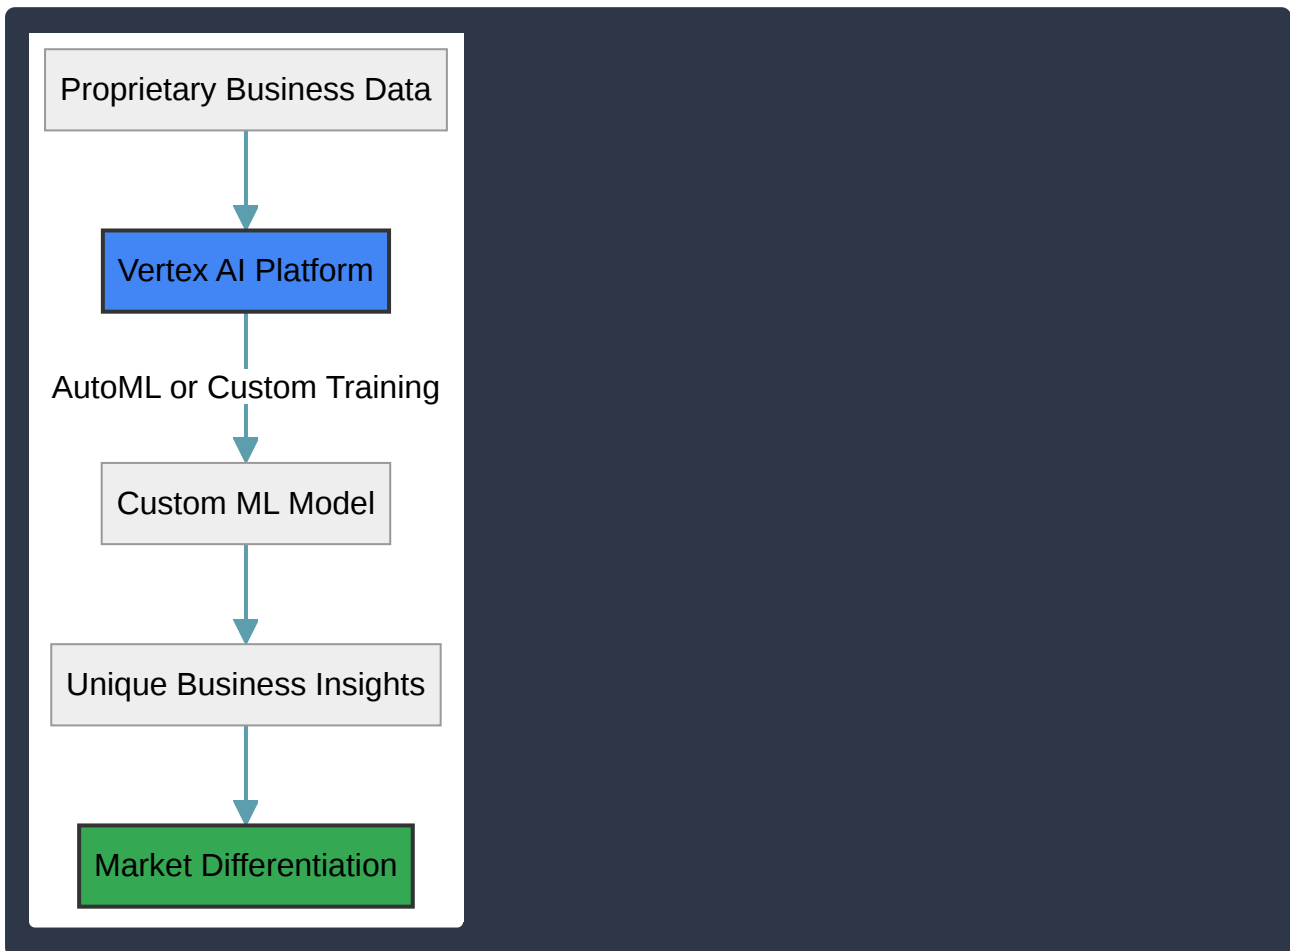 Proprietary Business Data
Vertex AI Platform
AutoML or Custom Training
Custom ML Model
Unique Business Insights
Market Differentiation